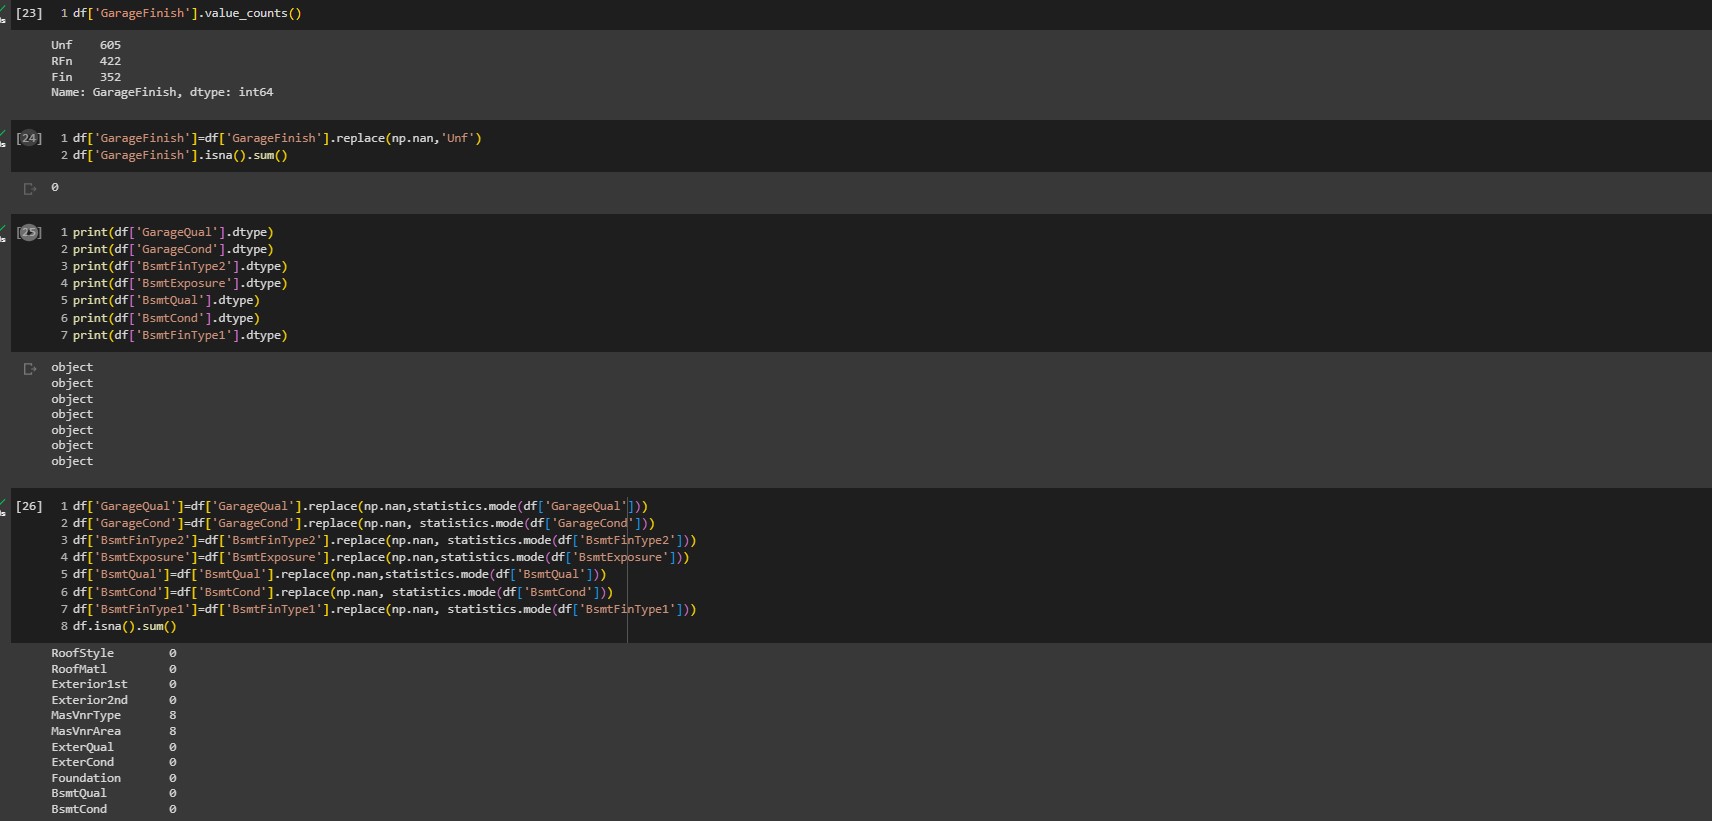 [23] 1 df['GarageFinish'].value_counts()
Unf    605
RFn    422
Fin    352
Name: GarageFinish, dtype: int64
[24] 1 df['GarageFinish']=df['GarageFinish'].replace(np.nan,'Unf')
2 df['GarageFinish'].isna().sum()
0
[25] 1 print(df['GarageQual'].dtype)
2 print(df['GarageCond'].dtype)
3 print(df['BsmtFinType2'].dtype)
4 print(df['BsmtExposure'].dtype)
5 print(df['BsmtQual'].dtype)
6 print(df['BsmtCond'].dtype)
7 print(df['BsmtFinType1'].dtype)
object
object
object
object
object
object
object
[26] 1 df['GarageQual']=df['GarageQual'].replace(np.nan,statistics.mode(df['GarageQual']))
2 df['GarageCond']=df['GarageCond'].replace(np.nan, statistics.mode(df['GarageCond']))
3 df['BsmtFinType2']=df['BsmtFinType2'].replace(np.nan, statistics.mode(df['BsmtFinType2']))
4 df['BsmtExposure']=df['BsmtExposure'].replace(np.nan,statistics.mode(df['BsmtExposure']))
5 df['BsmtQual']=df['BsmtQual'].replace(np.nan,statistics.mode(df['BsmtQual']))
6 df['BsmtCond']=df['BsmtCond'].replace(np.nan, statistics.mode(df['BsmtCond']))
7 df['BsmtFinType1']=df['BsmtFinType1'].replace(np.nan, statistics.mode(df['BsmtFinType1']))
8 df.isna().sum()
RoofStyle        0
RoofMatl         0
Exterior1st      0
Exterior2nd      0
MasVnrType       8
MasVnrArea       8
ExterQual        0
ExterCond        0
Foundation       0
BsmtQual         0
BsmtCond         0